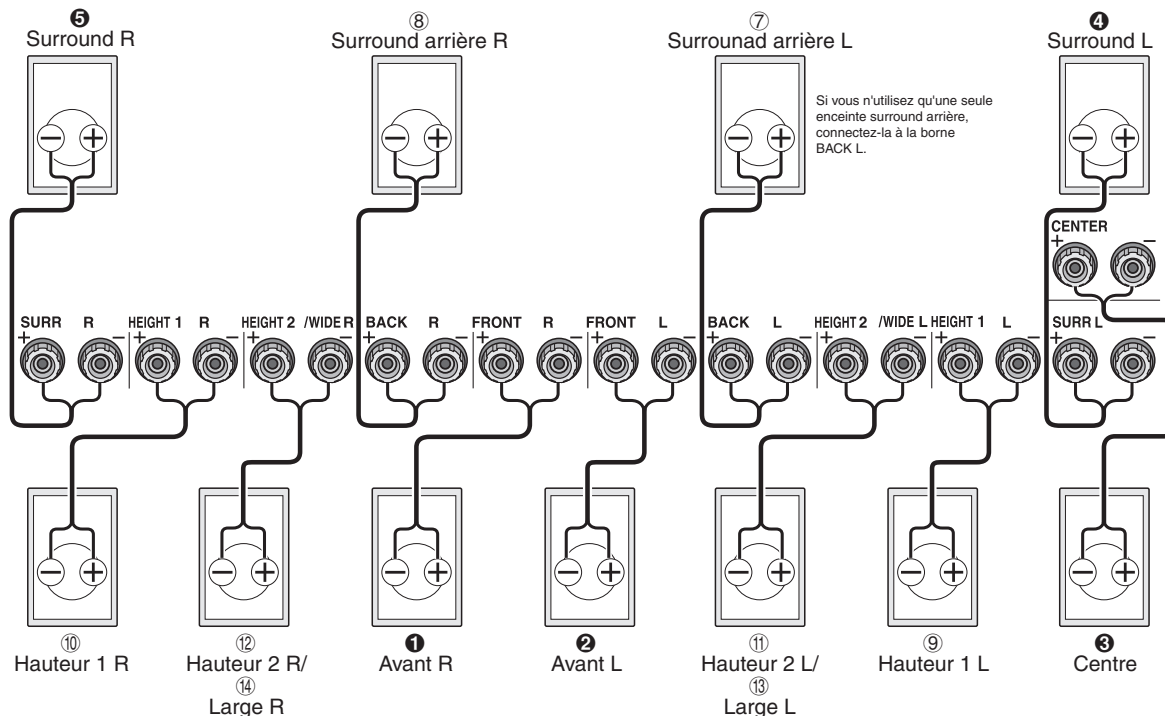 ❺
Surround R
⑧
Surround arrière R
⑦
Surrounad arrière L
❹
Surround L
Si vous n'utilisez qu'une seule
enceinte surround arrière,
connectez-la à la borne
BACK L.
CENTER
SURR R
HEIGHT 1 R
HEIGHT 2 /WIDE R
BACK R
FRONT R
FRONT L
BACK L
HEIGHT 2 /WIDE L
HEIGHT 1 L
SURR L
⑩
Hauteur 1 R
⑫
Hauteur 2 R/
⑭
Large R
❶
Avant R
❷
Avant L
⑪
Hauteur 2 L/
⑬
Large L
⑨
Hauteur 1 L
❸
Centre